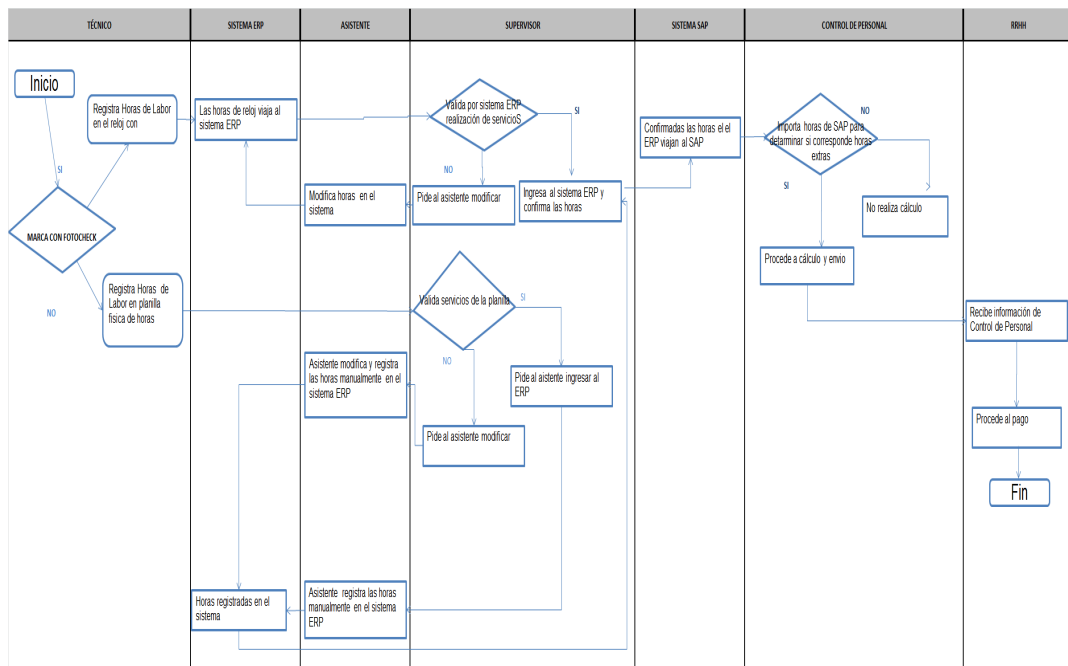 TÉCNICO
SISTEMA ERP
ASISTENTE
SUPERVISOR
SISTEMA SAP
CONTROL DE PERSONAL
RRHH
Inicio
Registra Horas de Labor
en el reloj con
Las horas de reloj viaja al
sistema ERP
Valida por sistema ERP
realización de servicioS
SI
NO
Confirmadas las horas el el
ERP viajan al SAP
NO
Importa horas de SAP para
determinar si corresponde horas
extras
SI
No realiza cálculo
SI
MARCA CON FOTOCHECK
NO
Modifica horas en el
sistema
Pide al asistente modificar
Ingresa al sistema ERP y
confirma las horas
Procede a cálculo y envio
Registra Horas de
Labor en planilla
fisica de horas
Valida servicios de la planilla
SI
NO
Recibe información de
Control de Personal
Asistente modifica y registra
las horas manualmente en el
sistema ERP
Pide al aistente ingresar al
ERP
Pide al asistente modificar
Procede al pago
Fin
Horas registradas en el
sistema
Asistente registra las horas
manualmente en el sistema
ERP